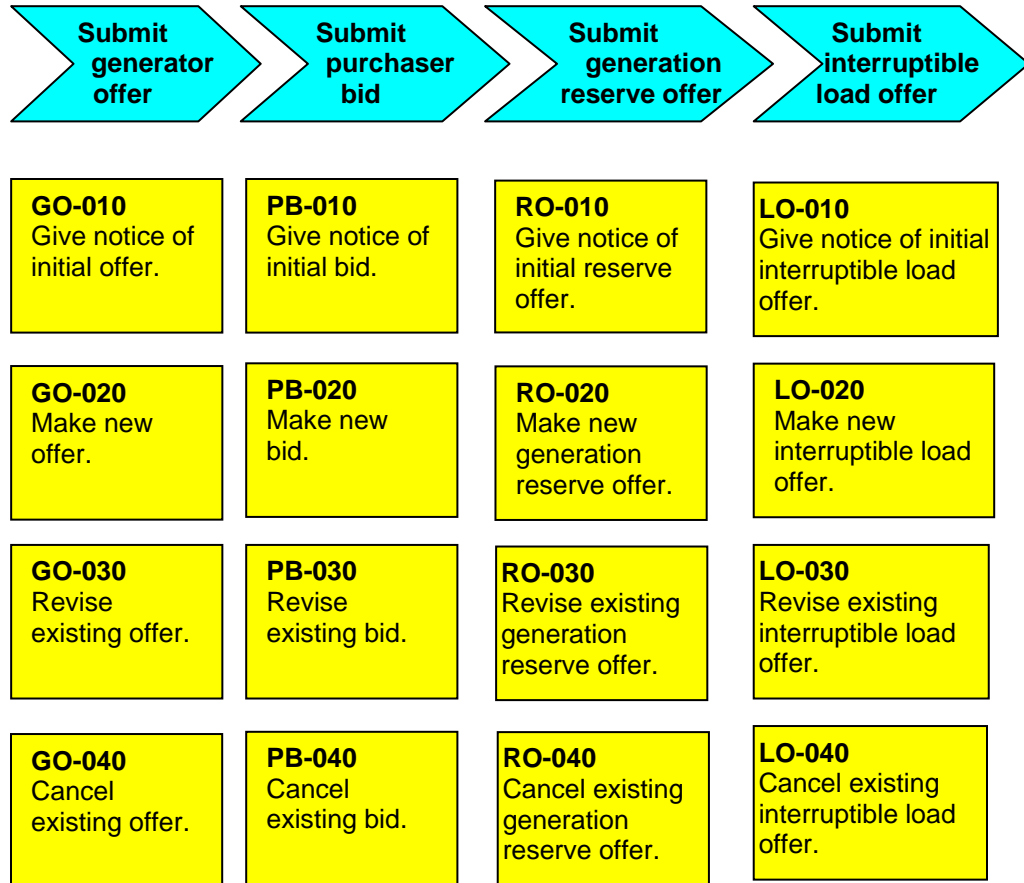 Submit
generator
offer
Submit
purchaser
bid
Submit
generation
reserve offer
Submit
interruptible
load offer
GO-010
Give notice of
initial offer.
PB-010
Give notice of
initial bid.
RO-010
Give notice of
initial reserve
offer.
LO-010
Give notice of initial
interruptible load
offer.
GO-020
Make new
offer.
PB-020
Make new
bid.
RO-020
Make new
generation
reserve offer.
LO-020
Make new
interruptible load
offer.
GO-030
Revise
existing offer.
PB-030
Revise
existing bid.
RO-030
Revise existing
generation
reserve offer.
LO-030
Revise existing
interruptible load
offer.
GO-040
Cancel
existing offer.
PB-040
Cancel
existing bid.
RO-040
Cancel existing
generation
reserve offer.
LO-040
Cancel existing
interruptible load
offer.